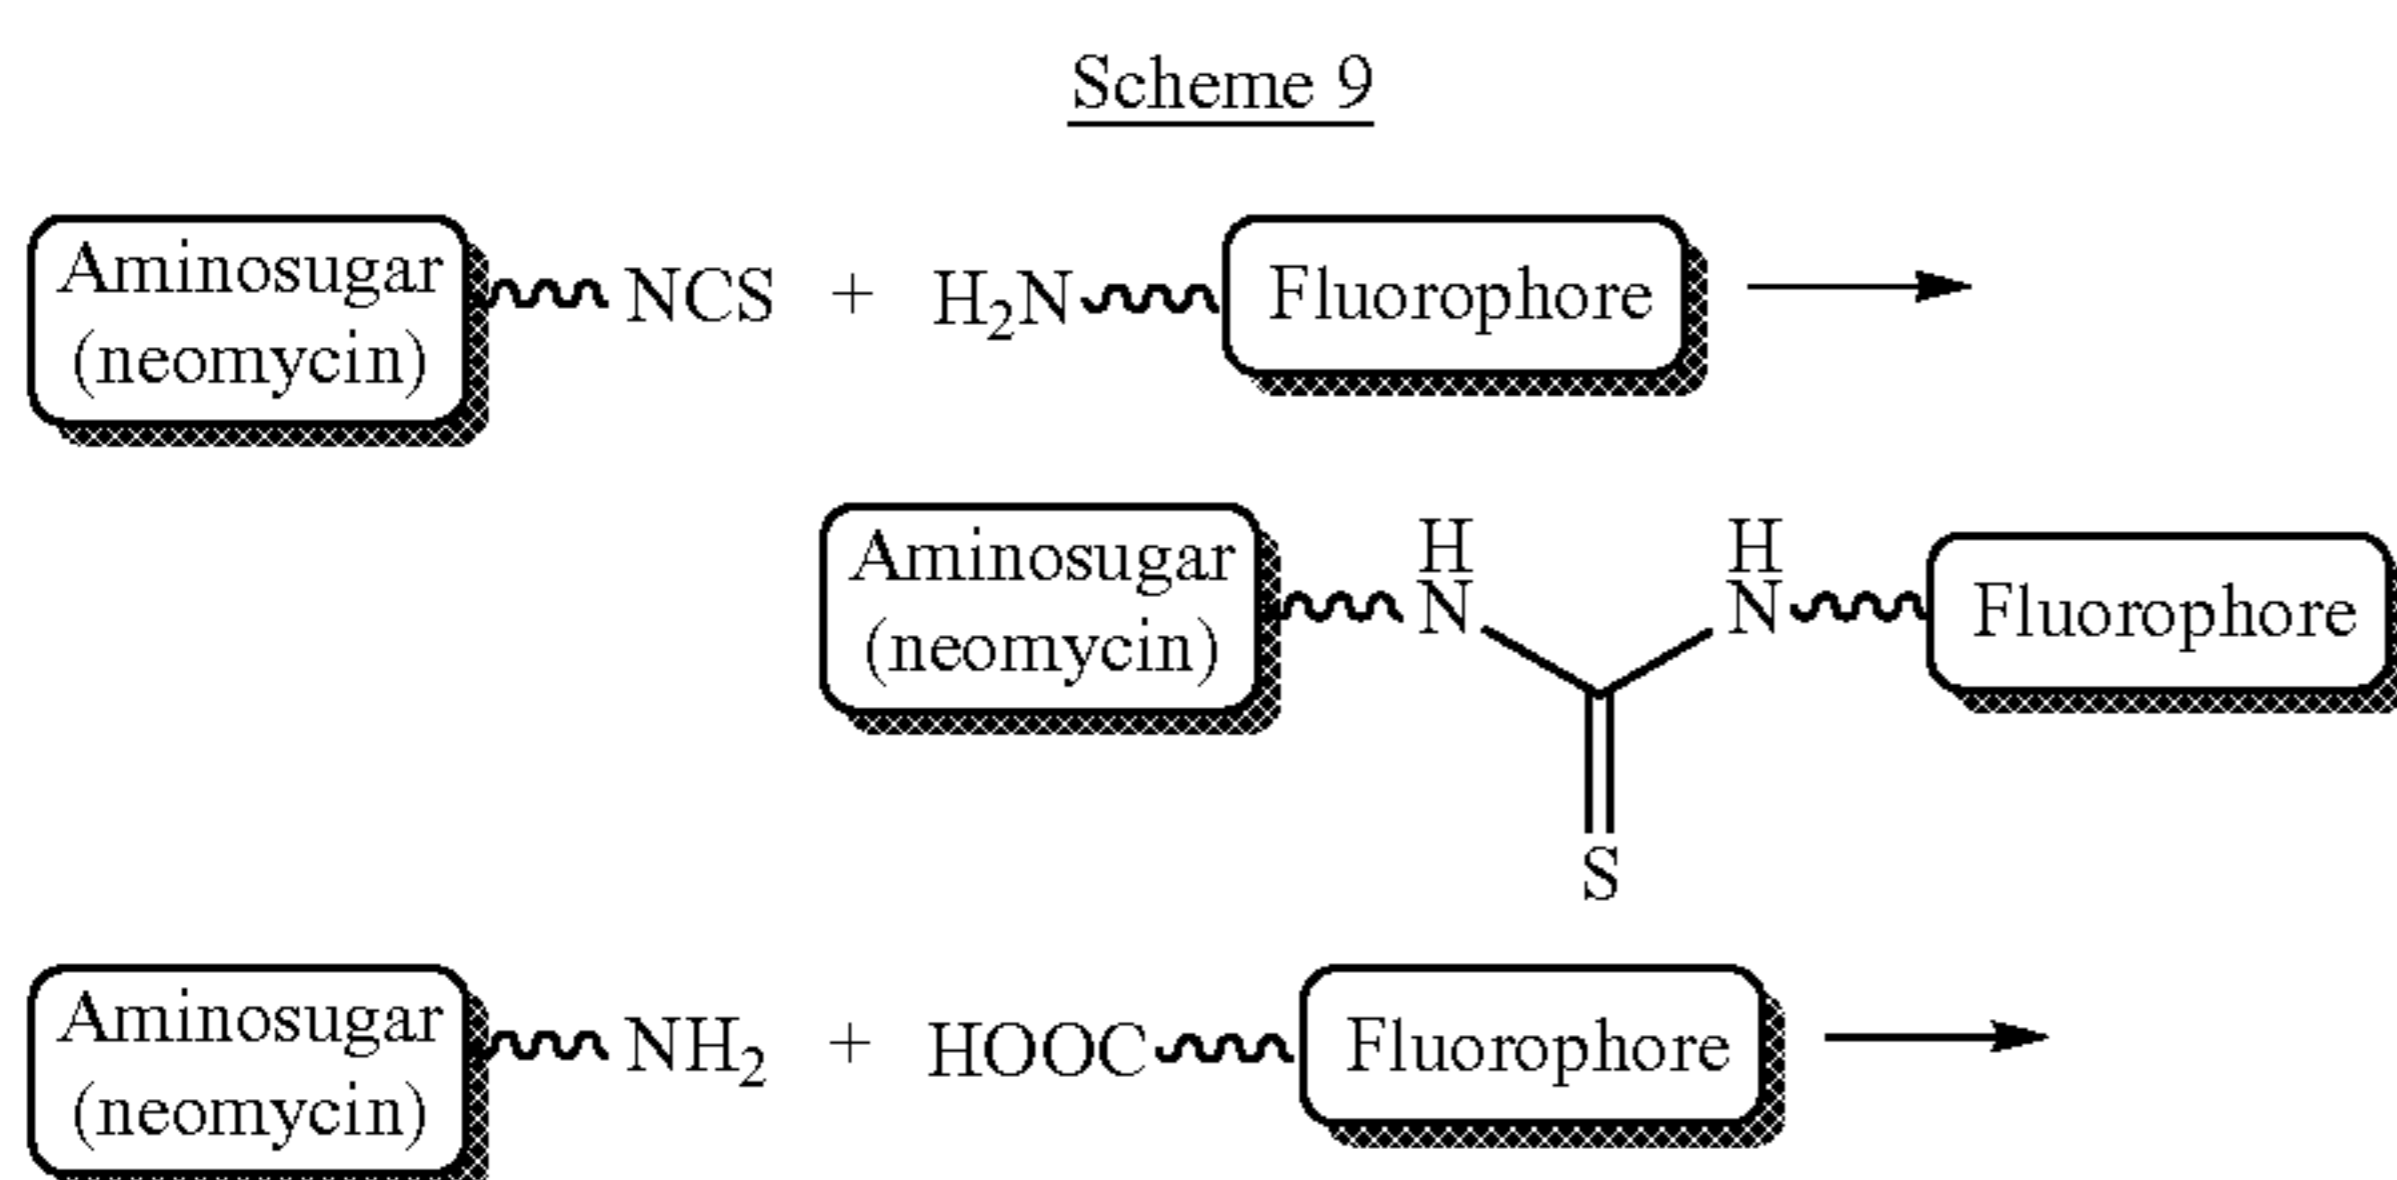 Scheme 9
Aminosugar
(neomycin)
NCS + H₂N
Fluorophore
Aminosugar
(neomycin)
H
N
H
N
Fluorophore
S
Aminosugar
(neomycin)
NH₂ + HOOC
Fluorophore